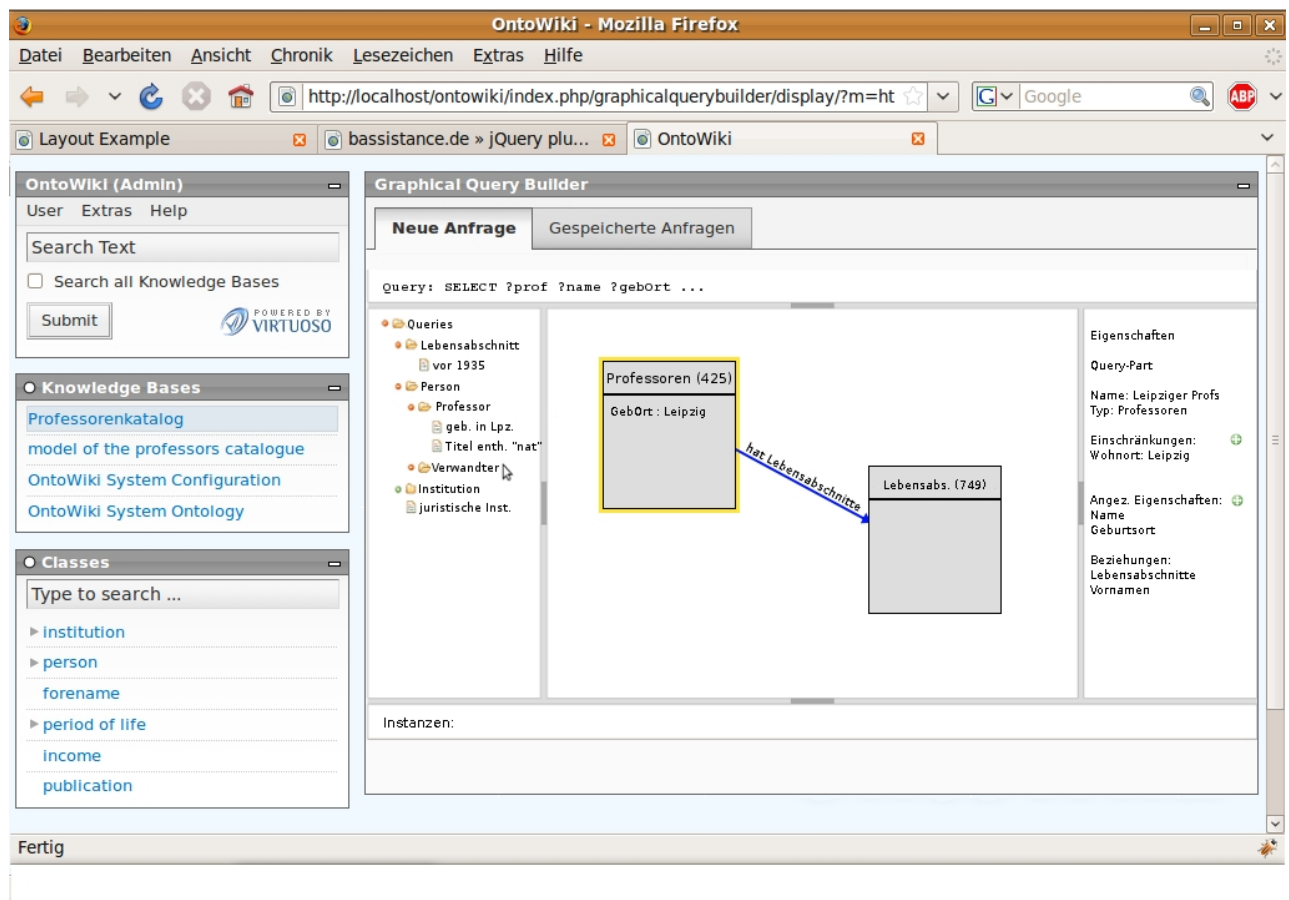 OntoWiki - Mozilla Firefox
Datei Bearbeiten Ansicht Chronik Lesezeichen Extras Hilfe
http://localhost/ontowiki/index.php/graphicalquerybuilder/display/?m=ht
G Google
ABP
Layout Example
bassistance.de » jQuery plu...
OntoWiki
OntoWiki (Admin)
User Extras Help
Search Text
Search all Knowledge Bases
Submit
POWERED BY
VIRTUOSO
Knowledge Bases
Professorenkatalog
model of the professors catalogue
OntoWiki System Configuration
OntoWiki System Ontology
Classes
Type to search ...
institution
person
forename
period of life
income
publication
Graphical Query Builder
Neue Anfrage
Gespeicherte Anfragen
Query: SELECT ?prof ?name ?gebOrt ...
Queries
Lebensabschnitt
vor 1935
Person
Professor
geb. in Lpz.
Titel enth. "nat"
Verwandter
Institution
juristische Inst.
Professoren (425)
GebOrt : Leipzig
hat Lebensabschnitte
Lebensabs. (749)
Eigenschaften
Query-Part
Name: Leipziger Profs
Typ: Professoren
Einschränkungen:
Wohnort: Leipzig
Angez. Eigenschaften:
Name
Geburtsort
Beziehungen:
Lebensabschnitte
Vornamen
Instanzen:
Fertig